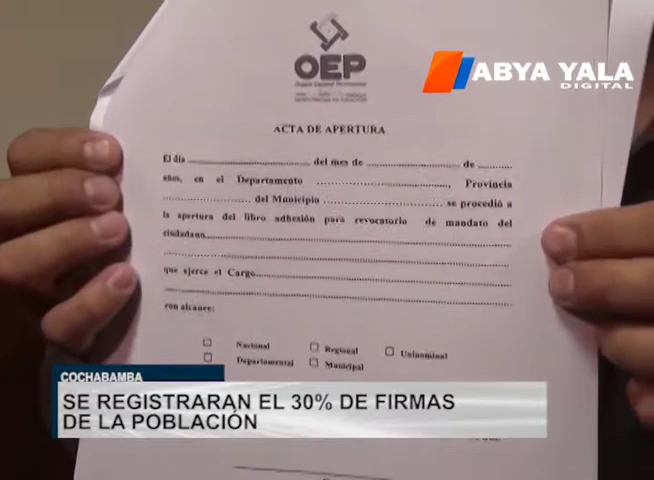 OEP
ABYA YALA
DIGITAL
ACTA DE APERTURA
El día del mes de de
años, en el Departamento Provincia
del Municipio se procedió a
la apertura del libro adhesión para revocatorio de mandato del
ciudadano
que ejerce el Cargo
con alcance:
Nacional Regional Uninominal
Departamental Municipal
COCHABAMBA
SE REGISTRARAN EL 30% DE FIRMAS
DE LA POBLACIÓN